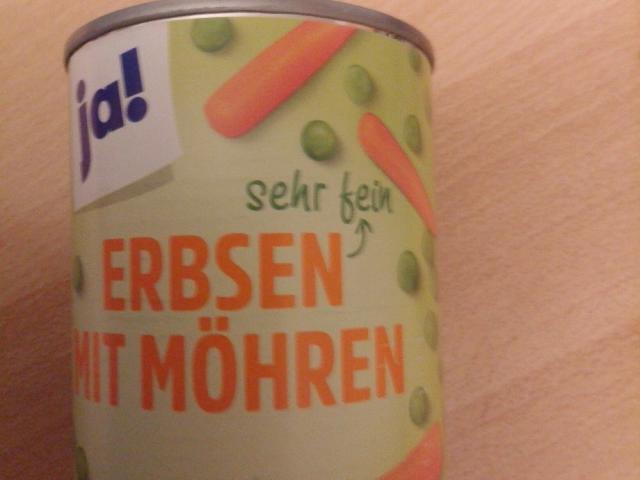 ja!
sehr fein
ERBSEN
MIT MÖHREN